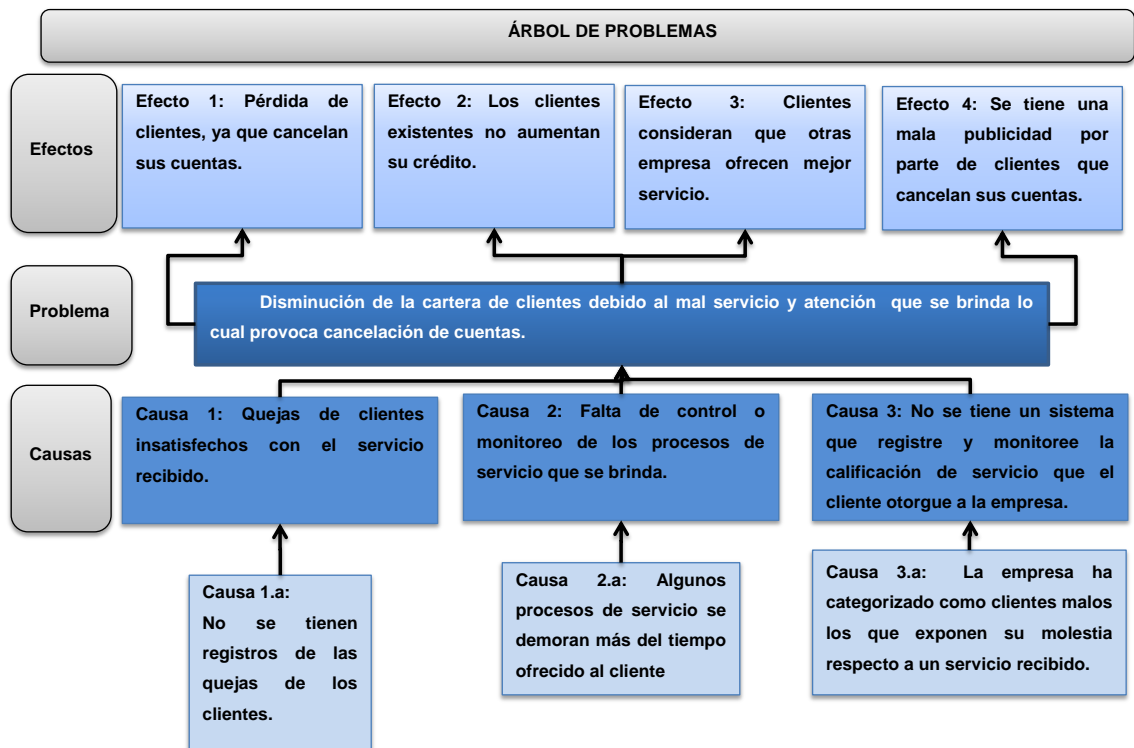 ÁRBOL DE PROBLEMAS
Efectos
Efecto 1: Pérdida de
clientes, ya que cancelan
sus cuentas.
Efecto 2: Los clientes
existentes no aumentan
su crédito.
Efecto 3: Clientes
consideran que otras
empresa ofrecen mejor
servicio.
Efecto 4: Se tiene una
mala publicidad por
parte de clientes que
cancelan sus cuentas.
Problema
Disminución de la cartera de clientes debido al mal servicio y atención que se brinda lo
cual provoca cancelación de cuentas.
Causas
Causa 1: Quejas de clientes
insatisfechos con el servicio
recibido.
Causa 2: Falta de control o
monitoreo de los procesos de
servicio que se brinda.
Causa 3: No se tiene un sistema
que registre y monitoree la
calificación de servicio que el
cliente otorgue a la empresa.
Causa 1.a:
No se tienen
registros de las
quejas de los
clientes.
Causa 2.a: Algunos
procesos de servicio se
demoran más del tiempo
ofrecido al cliente
Causa 3.a: La empresa ha
categorizado como clientes malos
los que exponen su molestia
respecto a un servicio recibido.